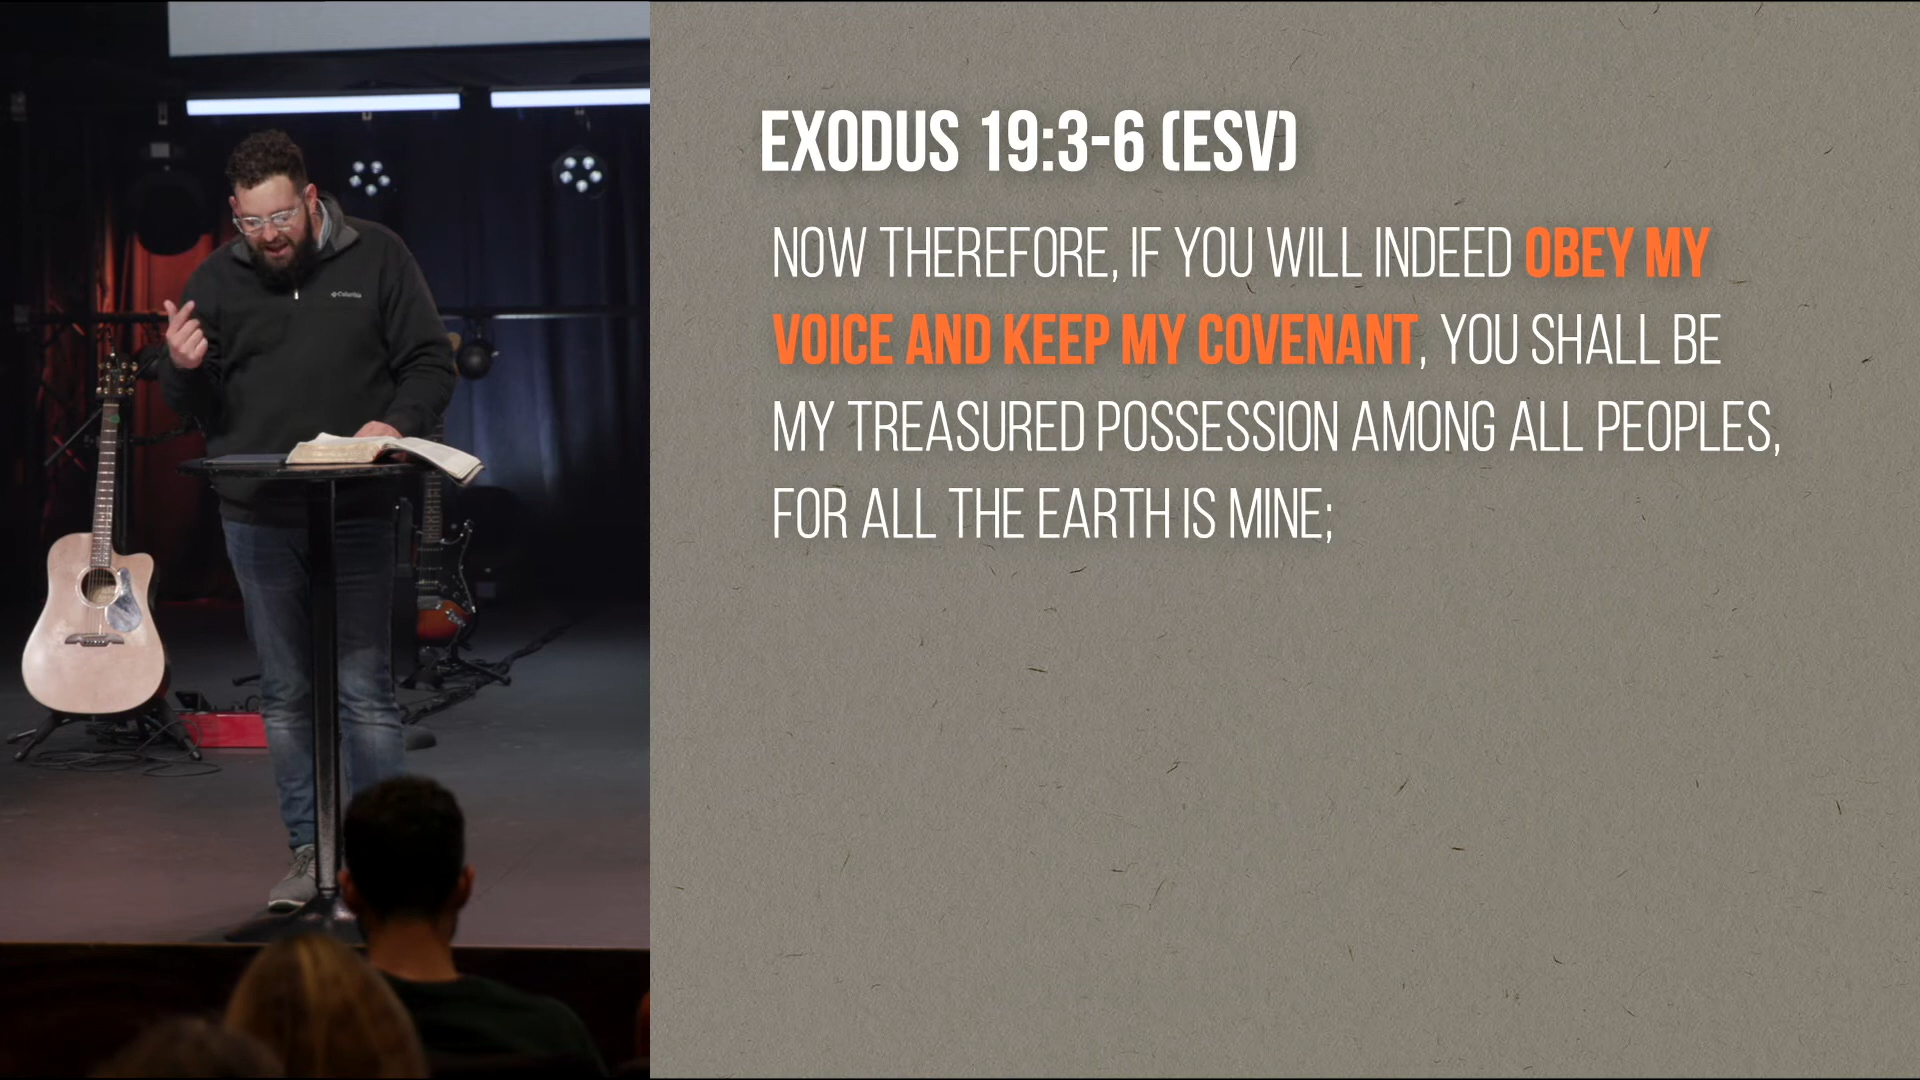 EXODUS 19:3-6 (ESV)
NOW THEREFORE, IF YOU WILL INDEED OBEY MY
VOICE AND KEEP MY COVENANT, YOU SHALL BE
MY TREASURED POSSESSION AMONG ALL PEOPLES,
FOR ALL THE EARTH IS MINE;
Columbia